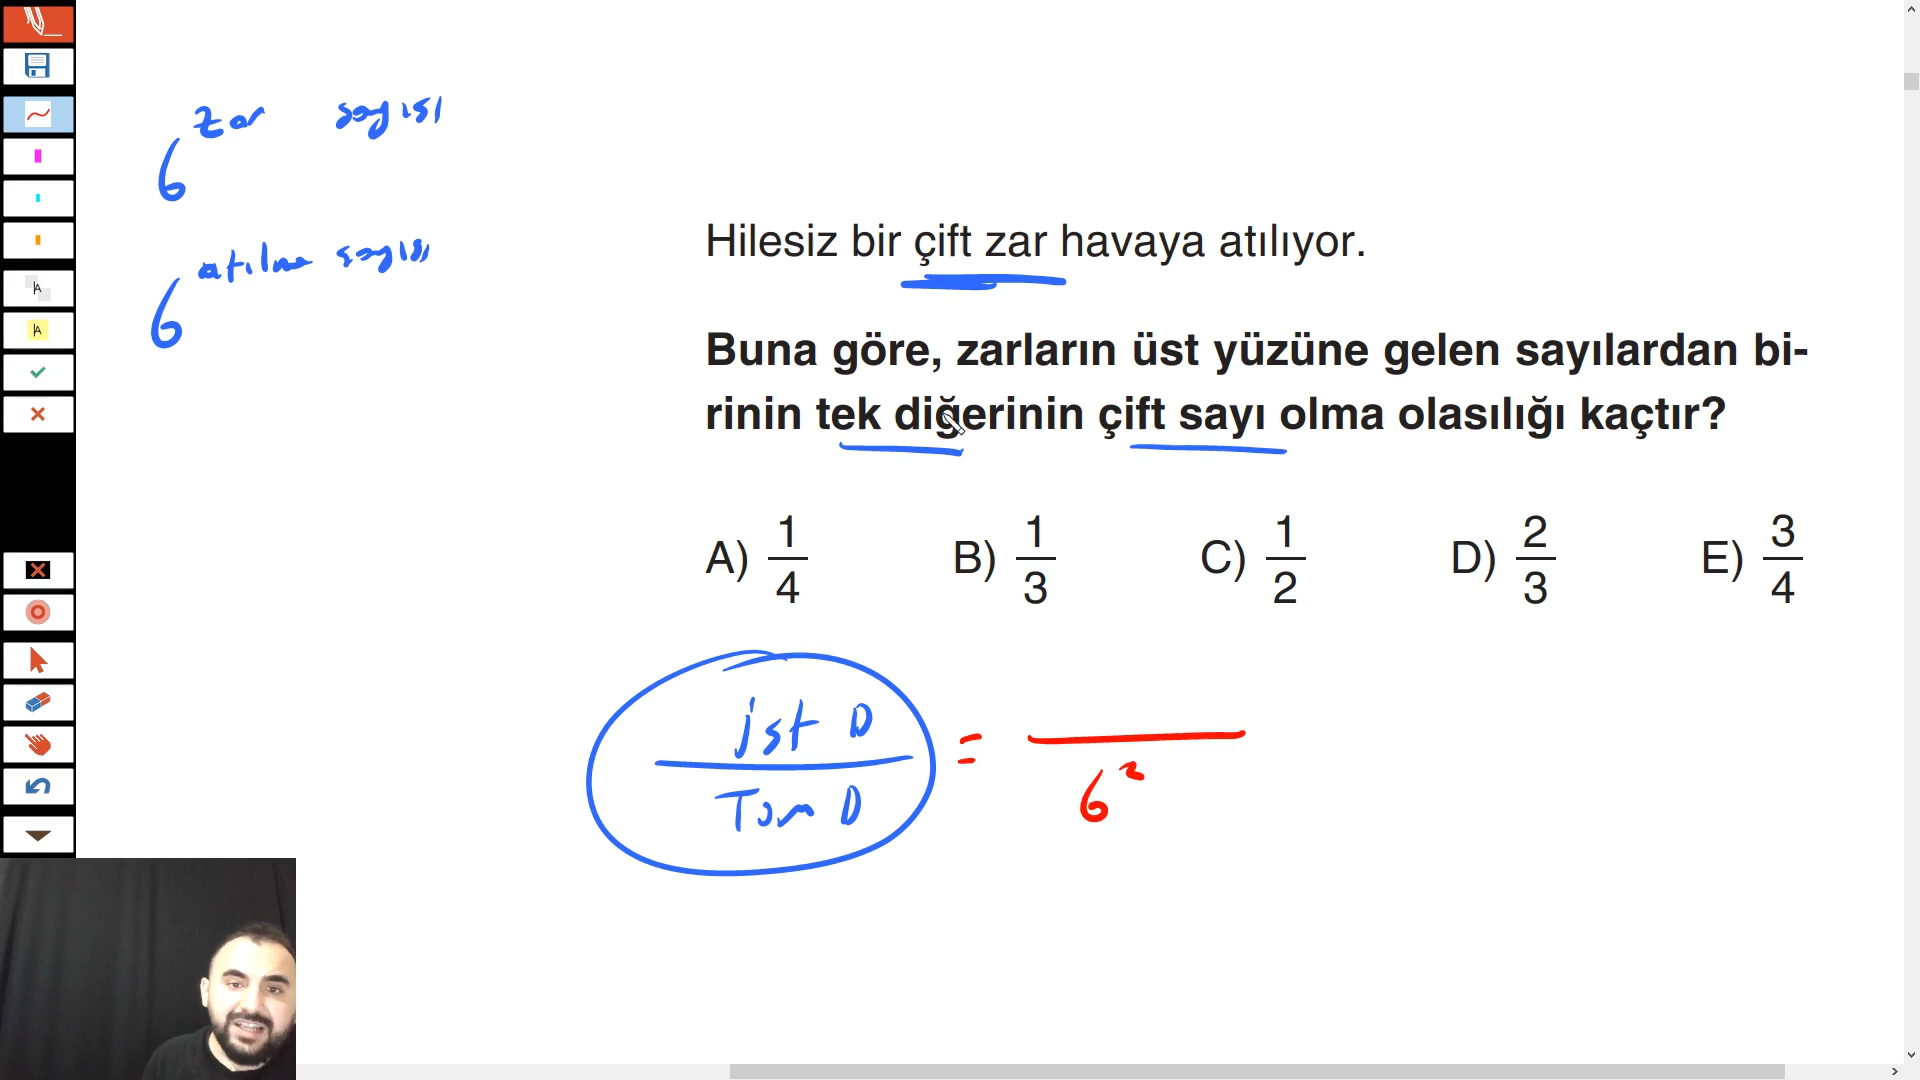 zar sayısı
6
atılma sayısı
6
Hilesiz bir çift zar havaya atılıyor.
Buna göre, zarların üst yüzüne gelen sayılardan bi-
rinin tek diğerinin çift sayı olma olasılığı kaçtır?
A) 1/4 B) 1/3 C) 1/2 D) 2/3 E) 3/4
ist D
=
Tüm D
6²